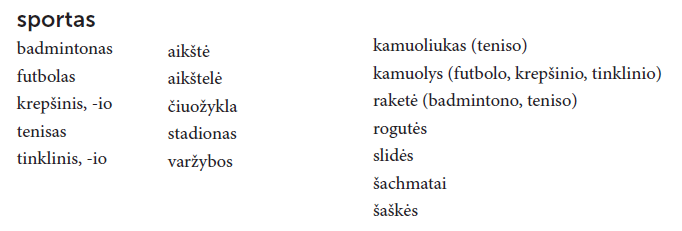 sportas
badmintonas
futbolas
krepšinis, -io
tenisas
tinklinis, -io
aikštė
aikštelė
čiuožykla
stadionas
varžybos
kamuoliukas (teniso)
kamuolys (futbolo, krepšinio, tinklinio)
raketė (badmintono, teniso)
rogutės
slidės
šachmatai
šaškės